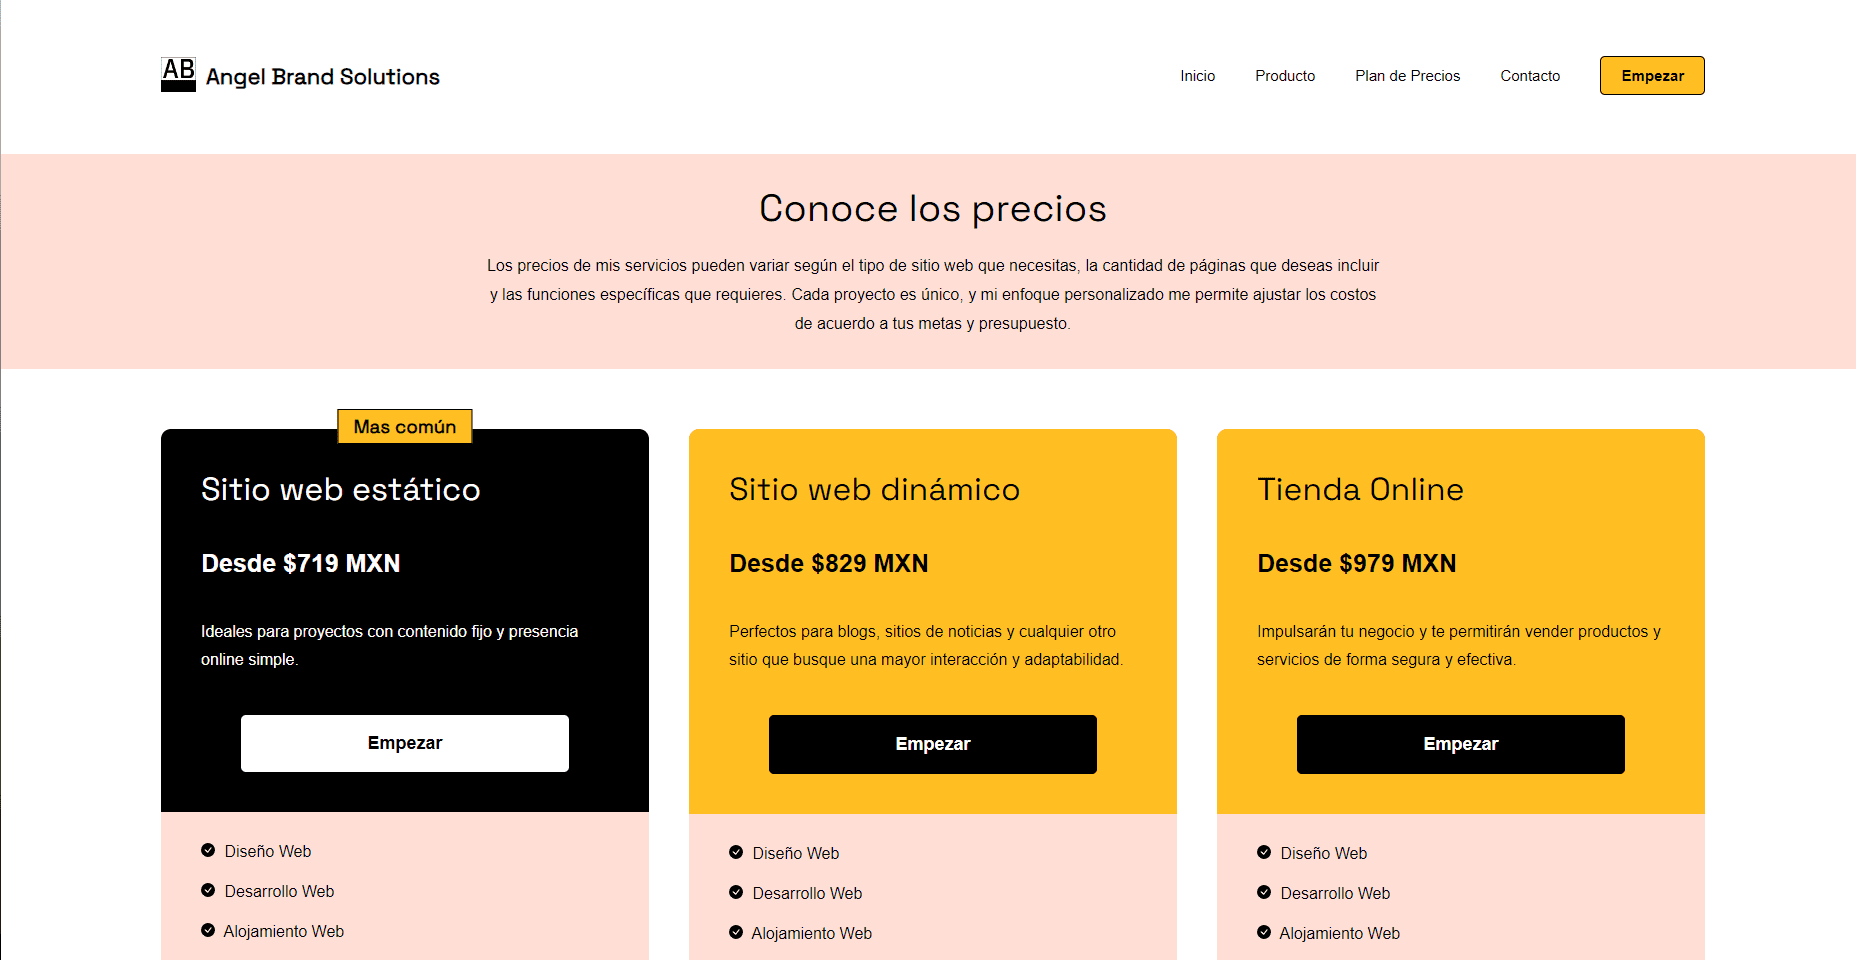 AB Angel Brand Solutions
Inicio Producto Plan de Precios Contacto Empezar
Conoce los precios
Los precios de mis servicios pueden variar según el tipo de sitio web que necesitas, la cantidad de páginas que deseas incluir
y las funciones específicas que requieres. Cada proyecto es único, y mi enfoque personalizado me permite ajustar los costos
de acuerdo a tus metas y presupuesto.
Mas común
Sitio web estático
Desde $719 MXN
Ideales para proyectos con contenido fijo y presencia
online simple.
Empezar
Diseño Web
Desarrollo Web
Alojamiento Web
Sitio web dinámico
Desde $829 MXN
Perfectos para blogs, sitios de noticias y cualquier otro
sitio que busque una mayor interacción y adaptabilidad.
Empezar
Diseño Web
Desarrollo Web
Alojamiento Web
Tienda Online
Desde $979 MXN
Impulsarán tu negocio y te permitirán vender productos y
servicios de forma segura y efectiva.
Empezar
Diseño Web
Desarrollo Web
Alojamiento Web